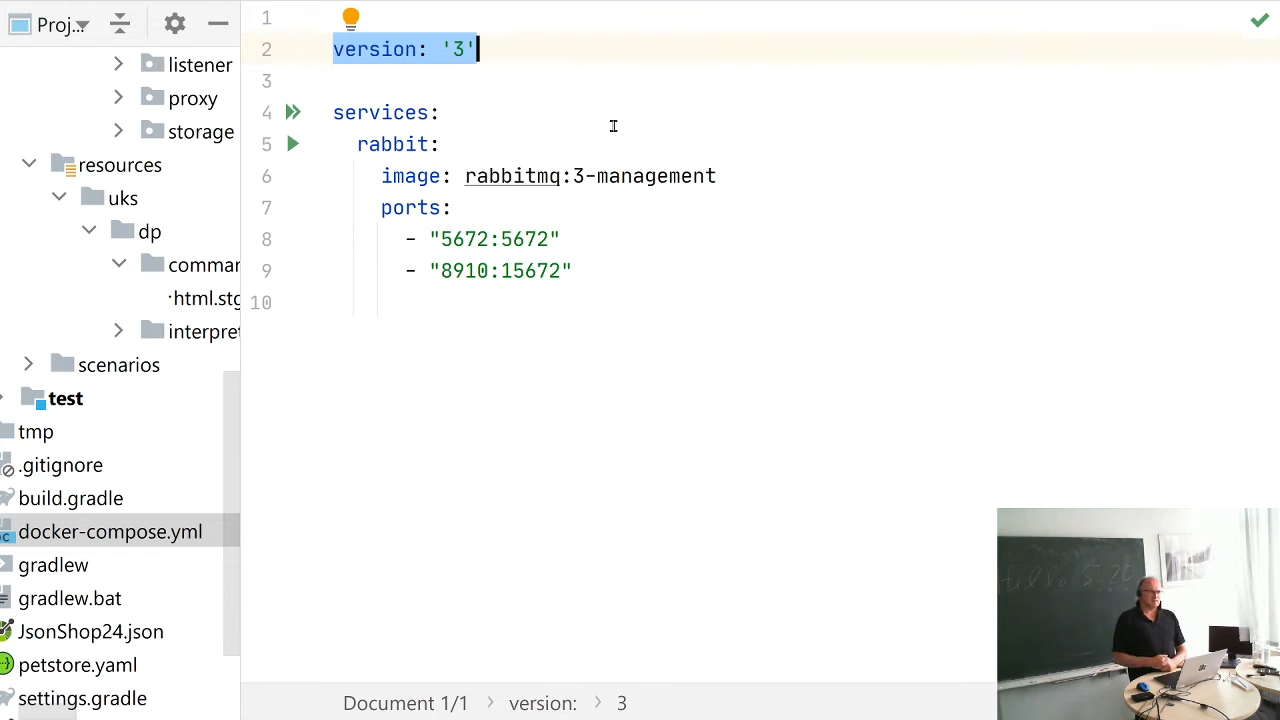 Proj...
listener
proxy
storage
resources
uks
dp
commar
html.stg
interpret
scenarios
test
tmp
.gitignore
build.gradle
docker-compose.yml
gradlew
gradlew.bat
JsonShop24.json
petstore.yaml
settings.gradle
1
2 version: '3'
3
4 services:
5 rabbit:
6 image: rabbitmq:3-management
7 ports:
8 - "5672:5672"
9 - "8910:15672"
10
Document 1/1 > version: > 3